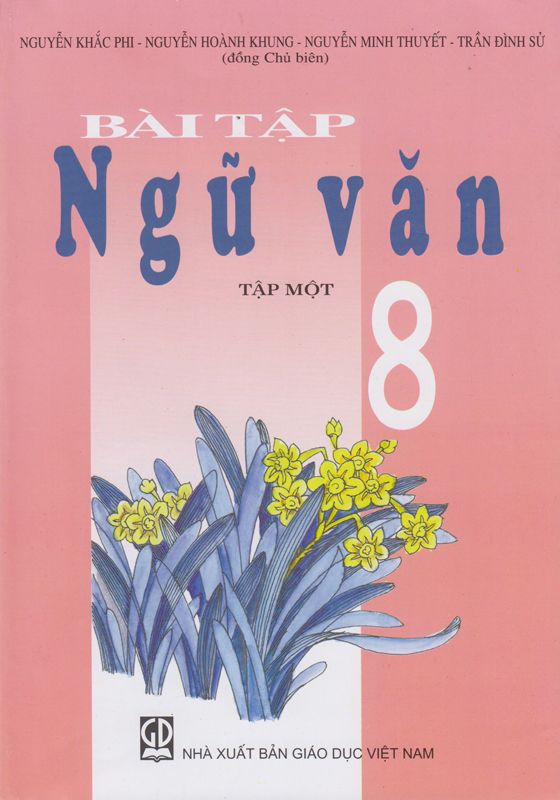 NGUYỄN KHẮC PHI - NGUYỄN HOÀNH KHUNG - NGUYỄN MINH THUYẾT - TRẦN ĐÌNH SỬ
(đồng Chủ biên)
BÀI TẬP
Ngữ văn
TẬP MỘT
8
GD
NHÀ XUẤT BẢN GIÁO DỤC VIỆT NAM